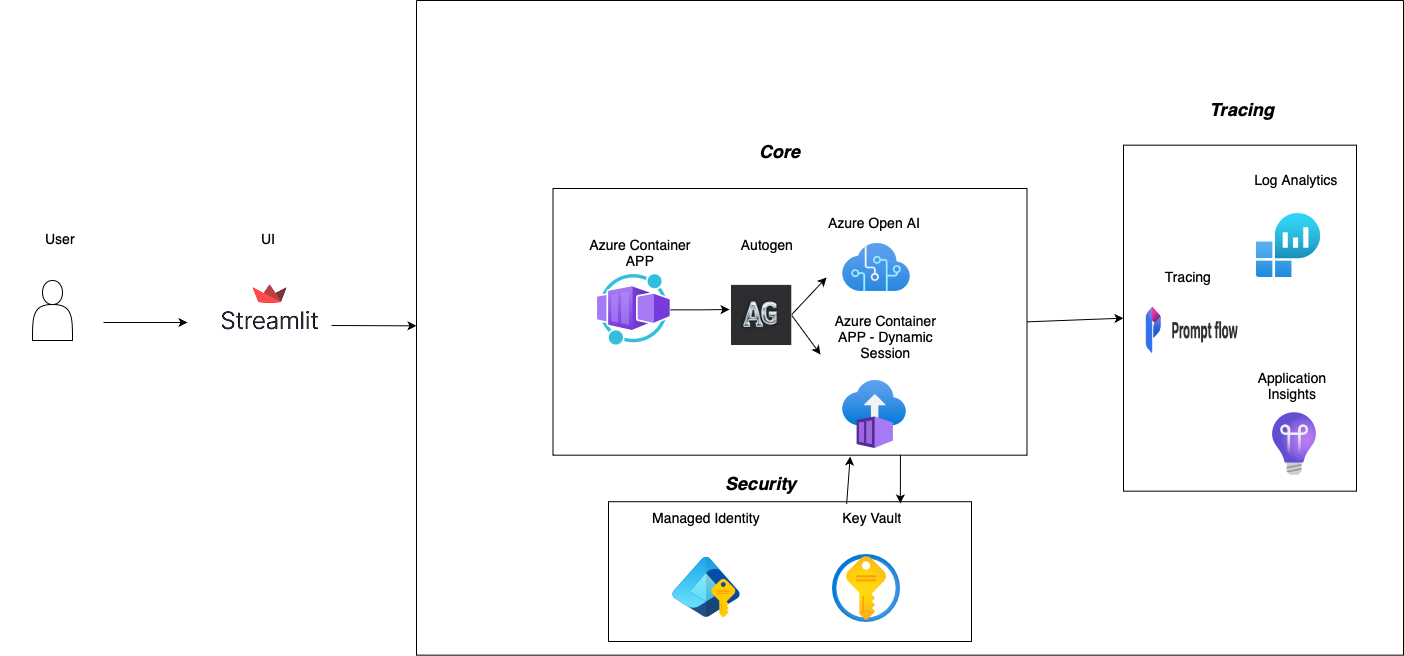 User
UI
Streamlit
Core
Azure Container
APP
Autogen
AG
Azure Open AI
Azure Container
APP - Dynamic
Session
Security
Managed Identity
Key Vault
Tracing
Log Analytics
Tracing
Prompt flow
Application
Insights